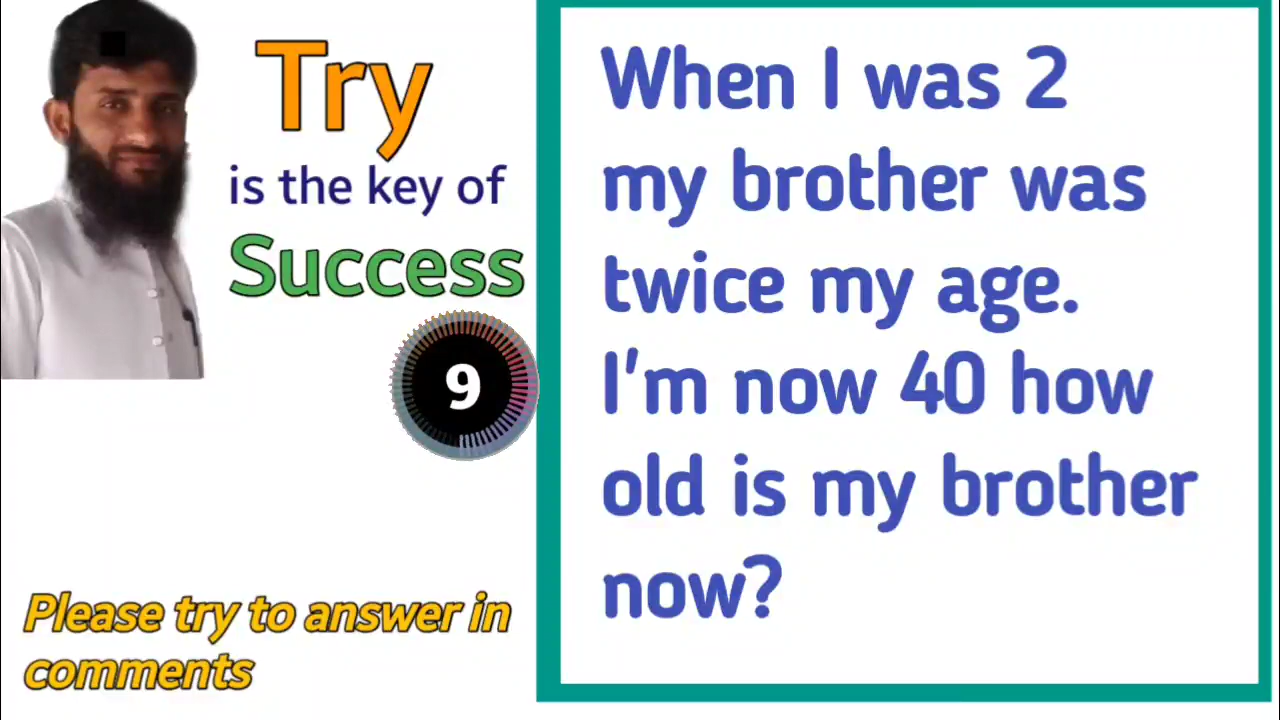 Try
is the key of
Success
9
Please try to answer in
comments
When I was 2
my brother was
twice my age.
I'm now 40 how
old is my brother
now?